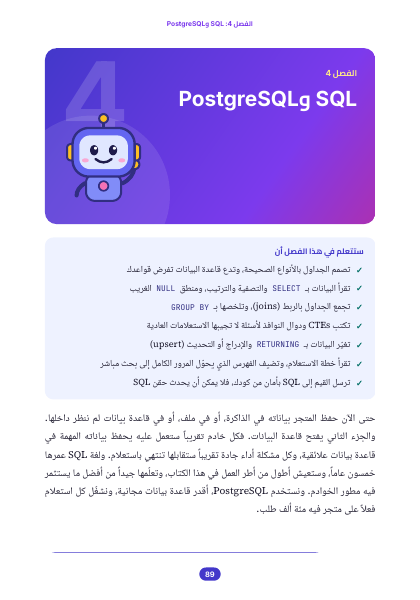 الفصل 4: SQL وPostgreSQL
4
الفصل 4
SQL وPostgreSQL
ستتعلم في هذا الفصل أن
✓ تصمم الجداول بالأنواع الصحيحة، وتدع قاعدة البيانات تفرض قواعدك
✓ تقرأ البيانات بـ SELECT والتصفية والترتيب، ومنطق NULL الغريب
✓ تجمع الجداول بالربط (joins)، وتلخصها بـ GROUP BY
✓ تكتب CTEs ودوال النوافذ لأسئلة لا تجيبها الاستعلامات العادية
✓ تغيّر البيانات بـ RETURNING والإدراج أو التحديث (upsert)
✓ تقرأ خطة الاستعلام، وتضيف الفهرس الذي يحوّل المرور الكامل إلى بحث مباشر
✓ ترسل القيم إلى SQL بأمان من كودك، فلا يمكن أن يحدث حقن SQL
حتى الآن حفظ المتجر بياناته في الذاكرة، أو في ملف، أو في قاعدة بيانات لم ننظر داخلها.
والجزء الثاني يفتح قاعدة البيانات. فكل خادم تقريباً ستعمل عليه يحفظ بياناته المهمة في
قاعدة بيانات علائقية، وكل مشكلة أداء جادة تقريباً ستقابلها تنتهي باستعلام. ولغة SQL عمرها
خمسون عاماً، وستعيش أطول من أطر العمل في هذا الكتاب، وتعلّمها جيداً من أفضل ما يستثمر
فيه مطور الخوادم. ونستخدم PostgreSQL، أقدر قاعدة بيانات مجانية، ونشغّل كل استعلام
فعلاً على متجر فيه مئة ألف طلب.
89